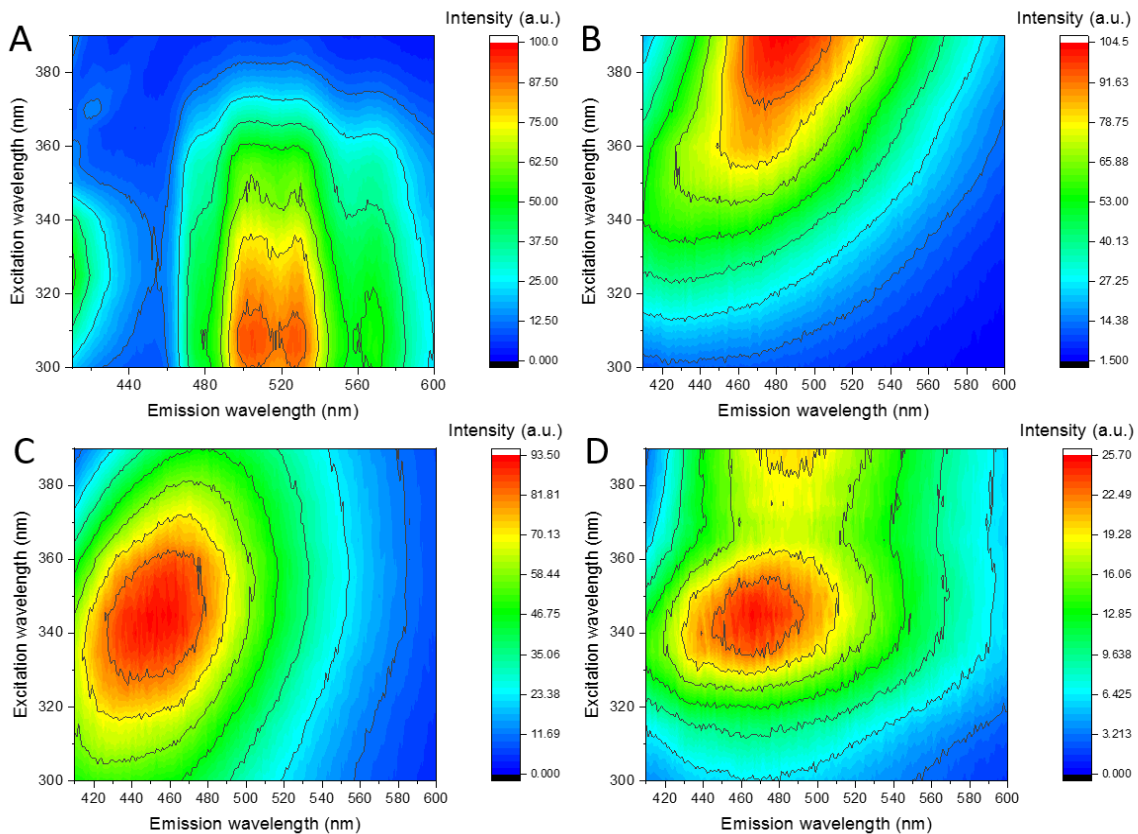 A
Intensity (a.u.)
Excitation wavelength (nm)
380
360
340
320
300
440 480 520 560 600
Emission wavelength (nm)
100.0
87.50
75.00
62.50
50.00
37.50
25.00
12.50
0.000
B
Intensity (a.u.)
Excitation wavelength (nm)
380
360
340
320
300
420 440 460 480 500 520 540 560 580 600
Emission wavelength (nm)
104.5
91.63
78.75
65.88
53.00
40.13
27.25
14.38
1.500
C
Intensity (a.u.)
Excitation wavelength (nm)
380
360
340
320
300
420 440 460 480 500 520 540 560 580 600
Emission wavelength (nm)
93.50
81.81
70.13
58.44
46.75
35.06
23.38
11.69
0.000
D
Intensity (a.u.)
Excitation wavelength (nm)
380
360
340
320
300
420 440 460 480 500 520 540 560 580 600
Emission wavelength (nm)
25.70
22.49
19.28
16.06
12.85
9.638
6.425
3.213
0.000